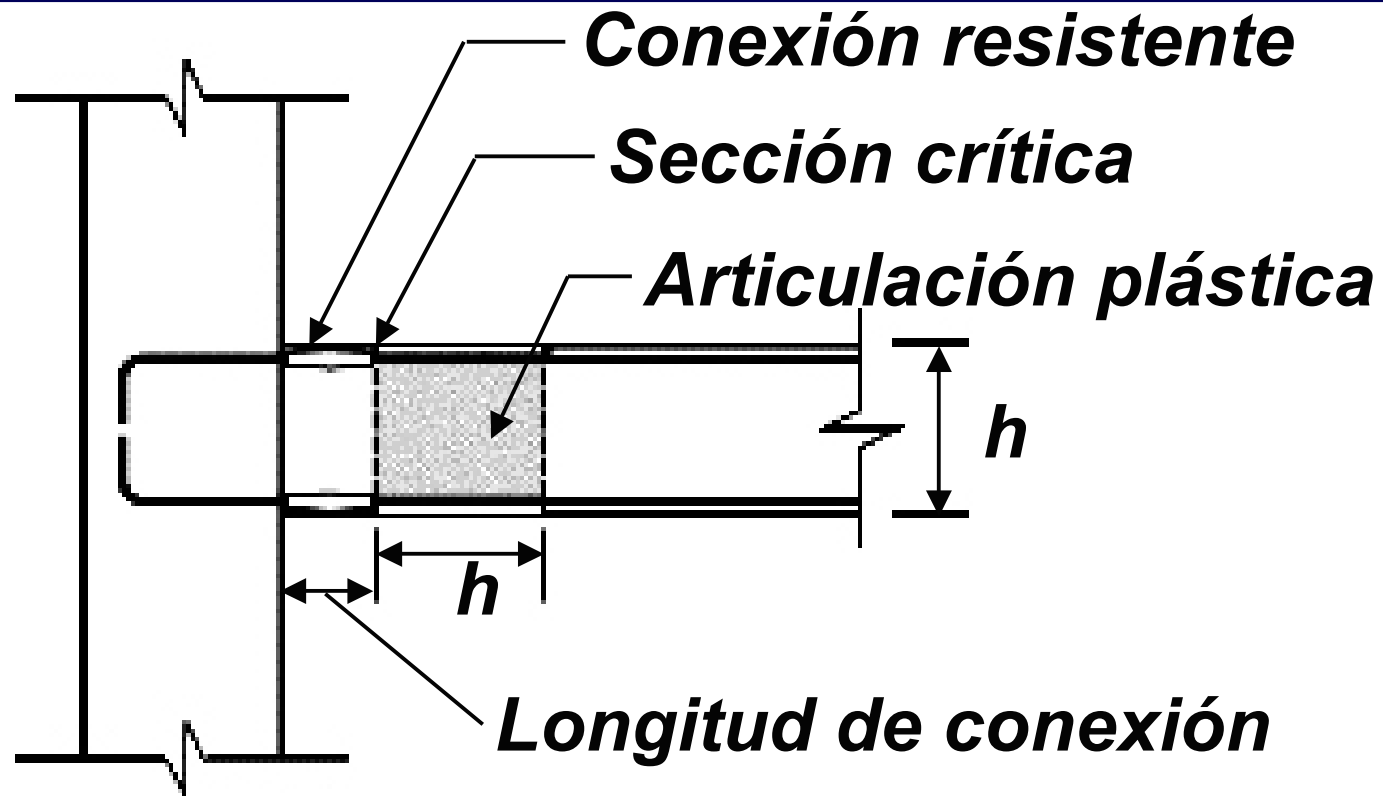 Conexión resistente
Sección crítica
Articulación plástica
h
h
Longitud de conexión